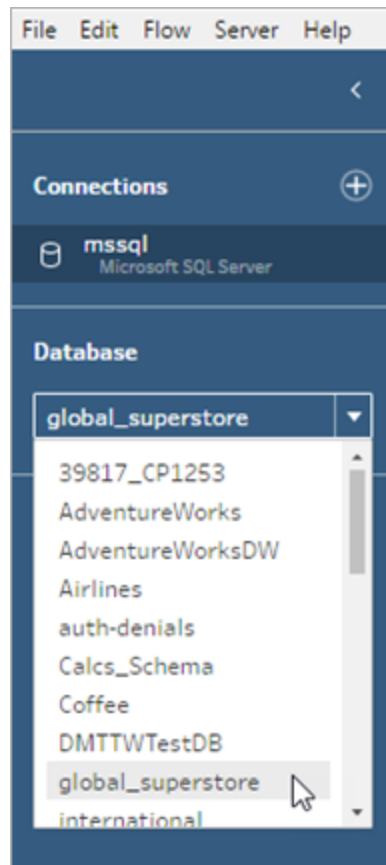 File Edit Flow Server Help
Connections
mssql
Microsoft SQL Server
Database
global_superstore
39817_CP1253
AdventureWorks
AdventureWorksDW
Airlines
auth-denials
Calcs_Schema
Coffee
DMTTWTestDB
global_superstore
international